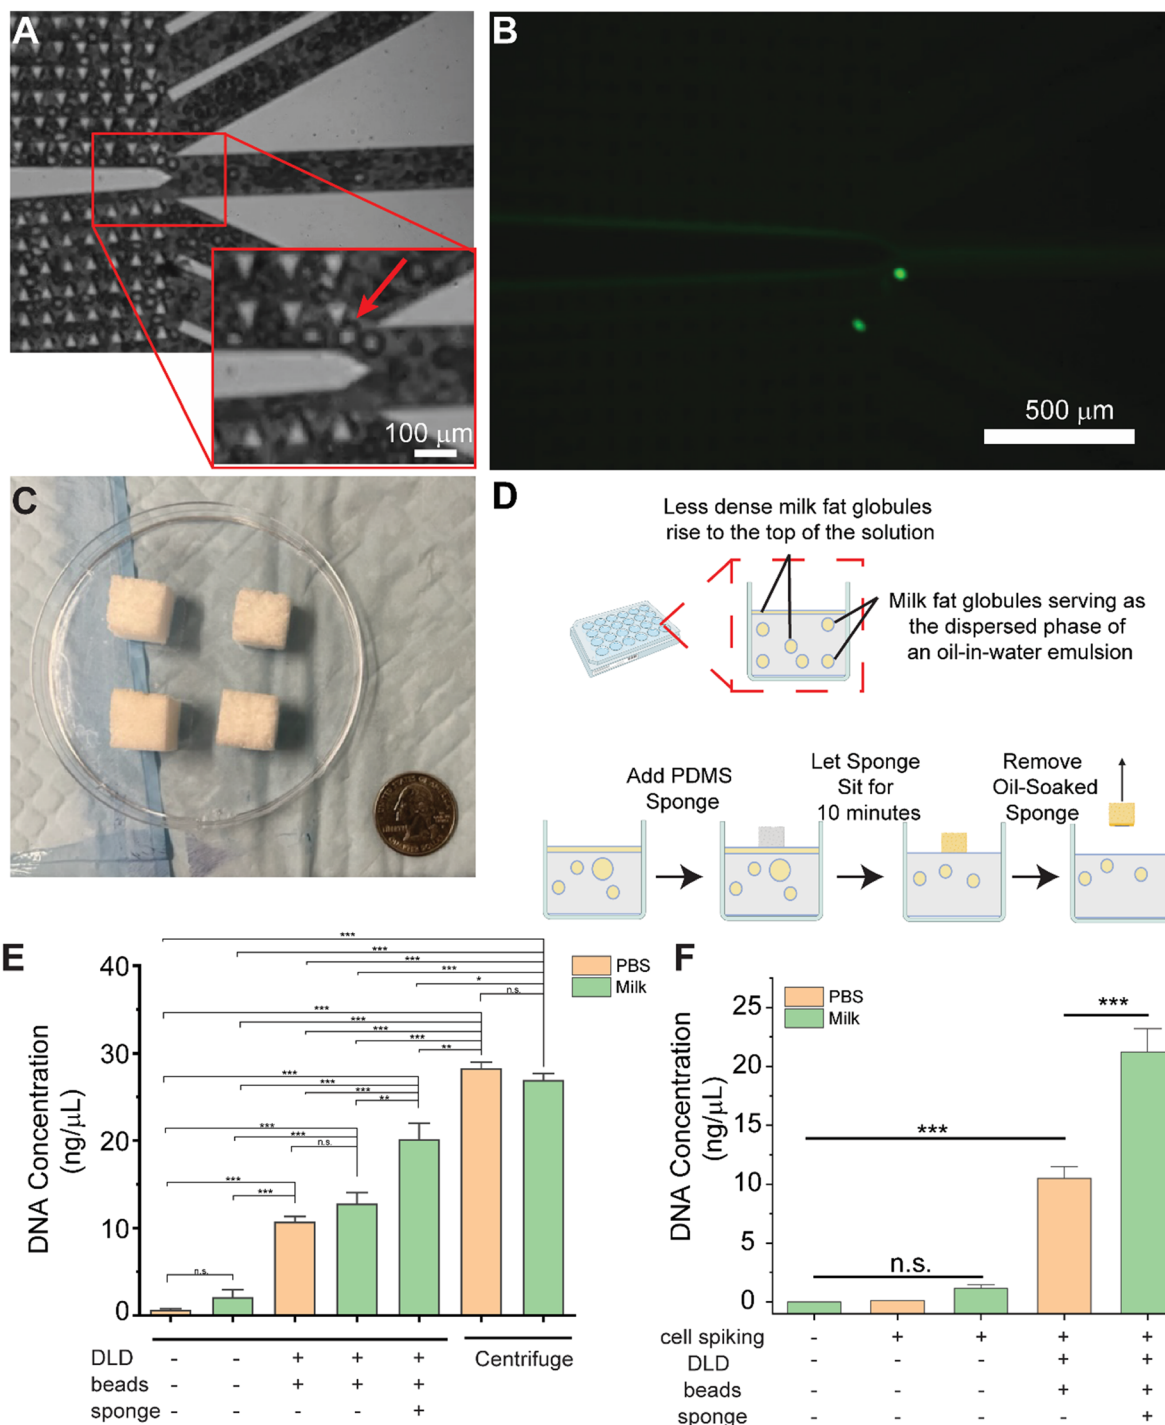 A
B
100 μm
500 μm
C
D
Less dense milk fat globules
rise to the top of the solution
Milk fat globules serving as
the dispersed phase of
an oil-in-water emulsion
Add PDMS
Sponge
Let Sponge
Sit for
10 minutes
Remove
Oil-Soaked
Sponge
E
PBS
Milk
DNA Concentration
(ng/μL)
40
30
20
10
0
***
***
***
***
*
n.s.
***
***
***
***
**
***
***
***
**
***
***
n.s.
***
***
n.s.
DLD - - + + +
beads - - + + +
sponge - - - - +
Centrifuge
F
PBS
Milk
DNA Concentration
(ng/μL)
25
20
15
10
5
0
***
***
n.s.
cell spiking - + + + +
DLD - - - + +
beads - - - + +
sponge - - - - +